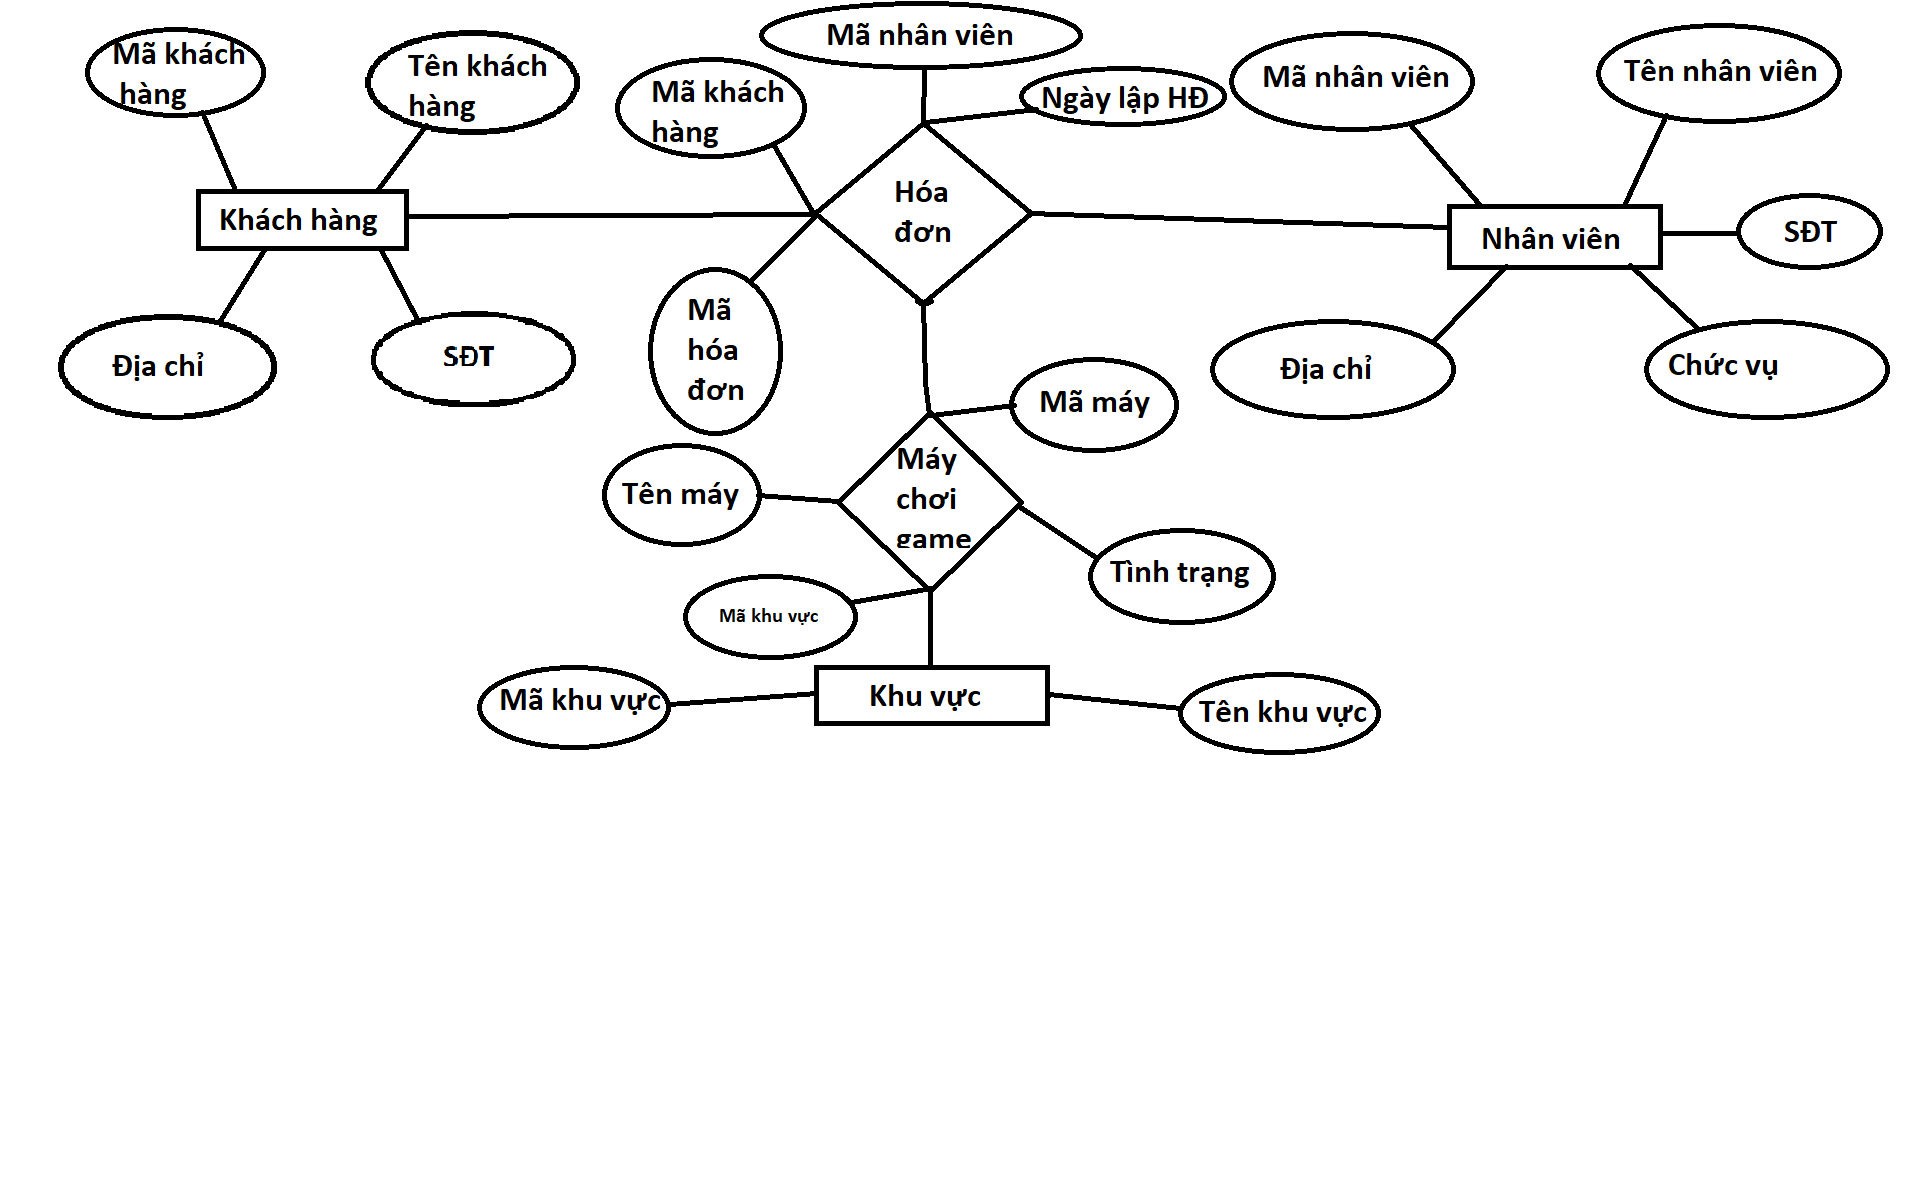 Mã nhân viên
Mã khách
hàng
Tên khách
hàng
Mã khách
hàng
Ngày lập HĐ
Mã nhân viên
Tên nhân viên
Khách hàng
Hóa
đơn
Nhân viên
SĐT
Địa chỉ
SĐT
Mã
hóa
đơn
Địa chỉ
Chức vụ
Mã máy
Tên máy
Máy
chơi
game
Tình trạng
Mã khu vực
Mã khu vực
Khu vực
Tên khu vực